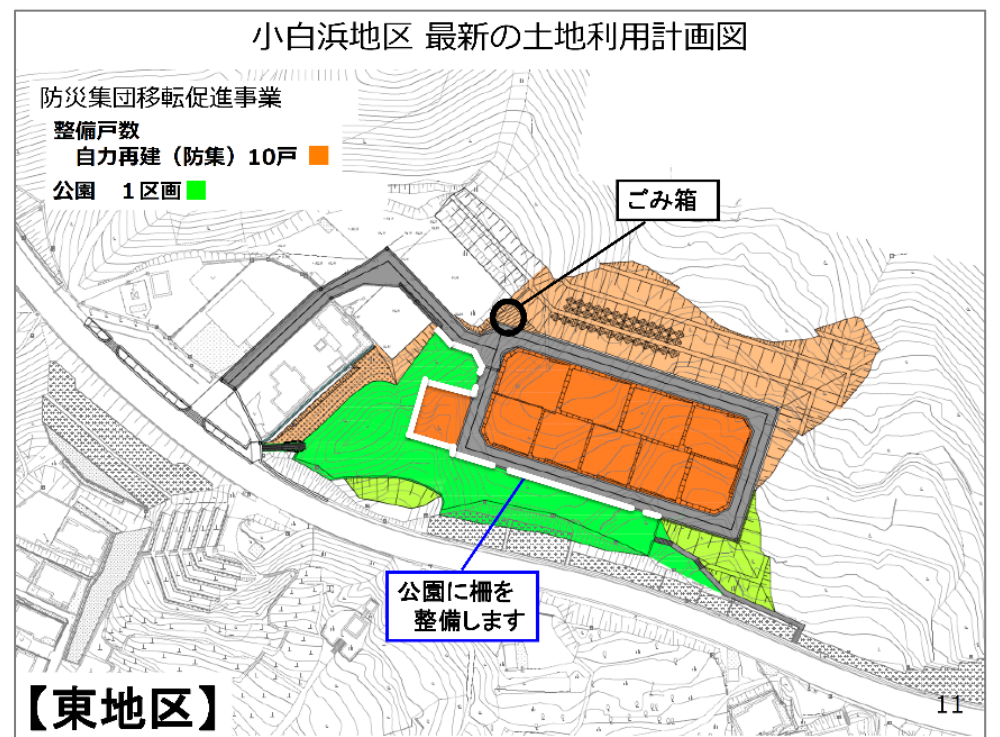 小白浜地区 最新の土地利用計画図
防災集団移転促進事業
整備戸数
自力再建（防集）10戸
公園 1区画
ごみ箱
公園に柵を
整備します
【東地区】
11